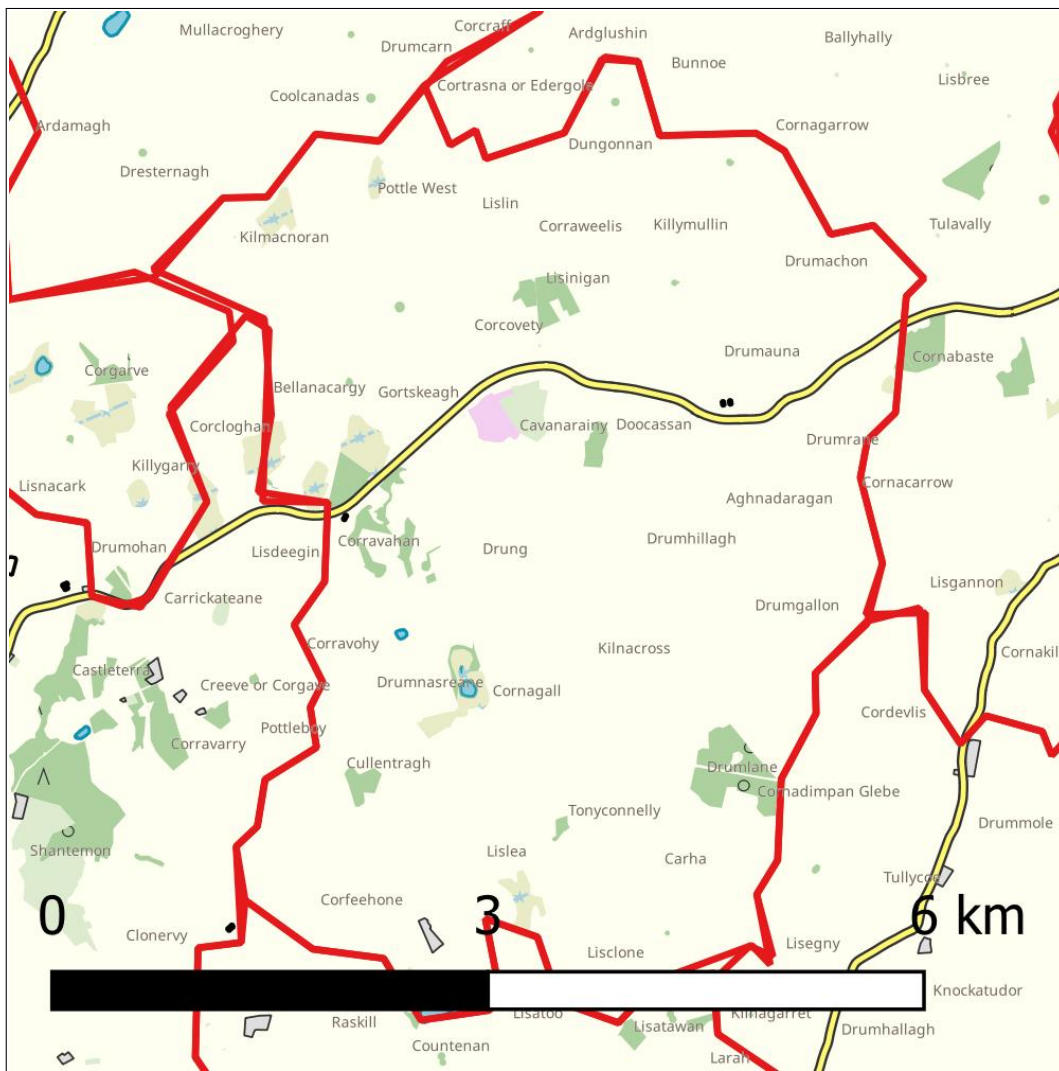 Corcraff
Mullacroghery
Ardglushin
Ballyhally
Drumcarn
Bunnoe
Lisbree
Cortrasna or Edergole
Coolcanadas
Ardamagh
Cornagarrow
Dungonnan
Dresternagh
Pottle West
Lislin
Tulavally
Corraweelis
Killymullin
Kilmacnoran
Drumachon
Lisinigan
Corcovety
Drumauna
Cornabaste
Corgarve
Bellanacargy
Gortskeagh
Corcloghan
Cavanarainy
Doocassan
Drumrane
Killygarry
Cornacarrow
Lisnacark
Aghnadaragan
Drumhillagh
Corravahan
Drumohan
Drung
Lisdeegin
Lisgannon
Carrickateane
Drumgallon
Corravohy
Kilnacross
Cornakil
Castleterra
Drumnasreane
Creeve or Corgave
Cornagall
Cordevlis
Pottleboy
Corravarry
Cullentragh
Drumlane
Cornadimpan Glebe
Tonyconnelly
Drummole
Shantemon
Lislea
Carha
Tullycoe
Corfeehone
0
3
6 km
Clonervy
Lisclone
Lisegny
Knockatudor
Raskill
Lisatoo
Lisatawan
Kilnagarret
Drumhallagh
Countenan
Larah